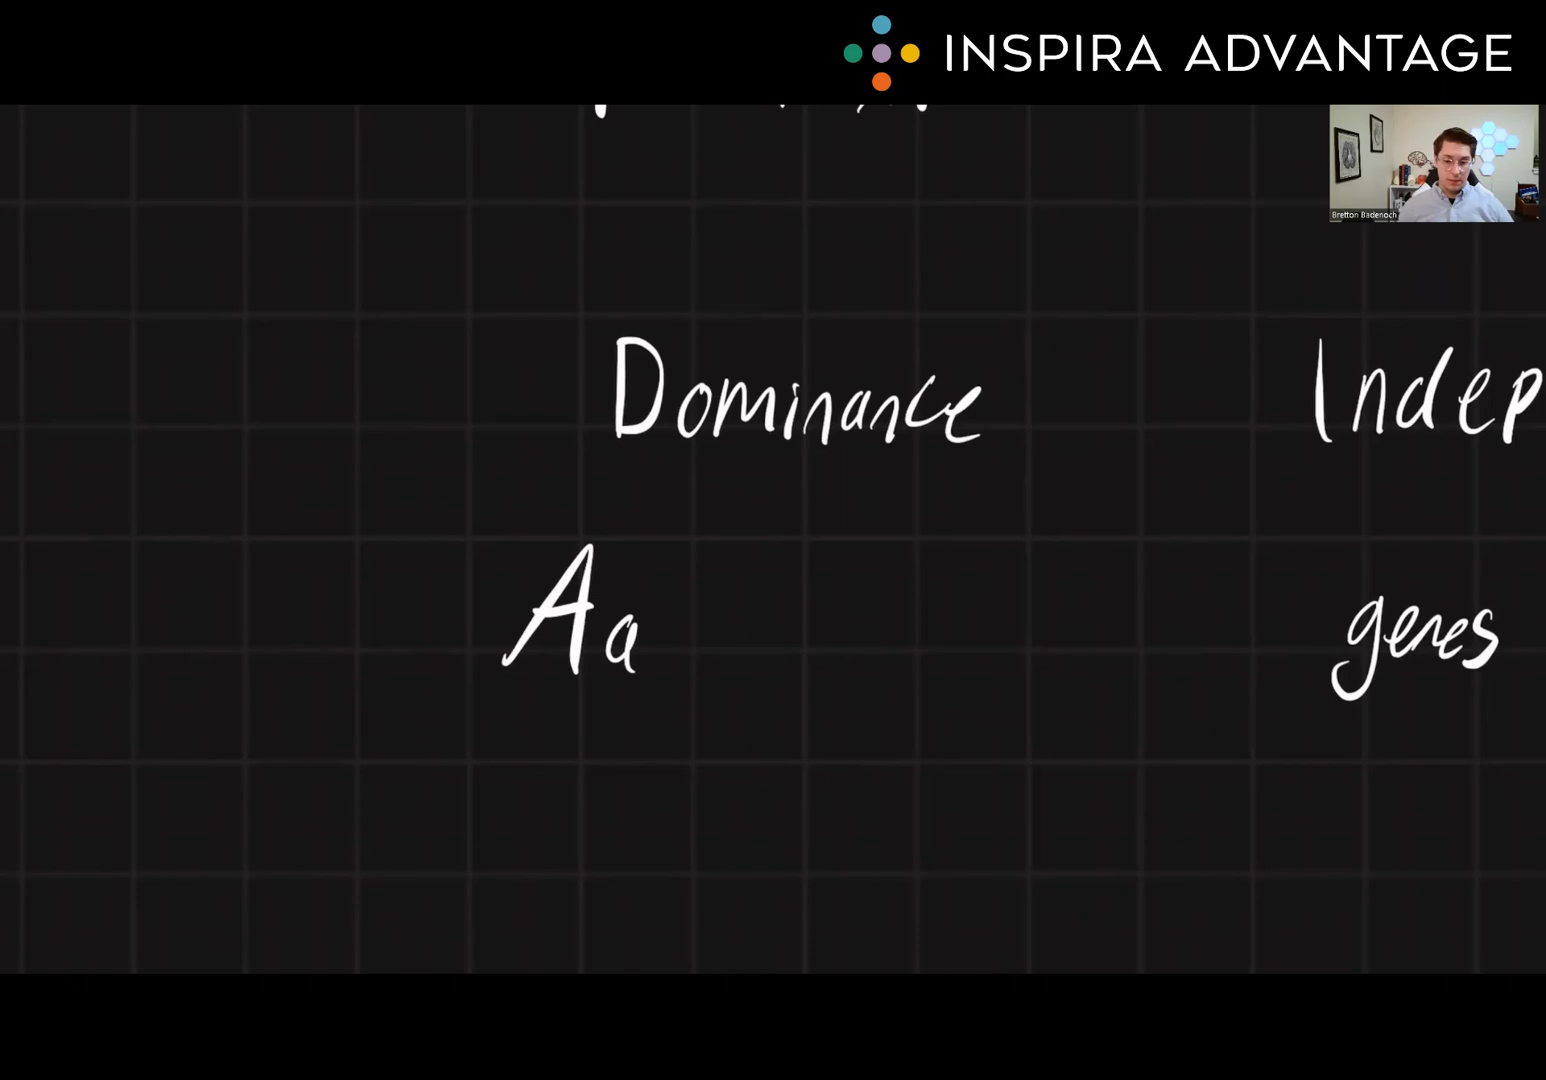 INSPIRA ADVANTAGE
Bretton Badenoch
Dominance
Indep
Aa
genes